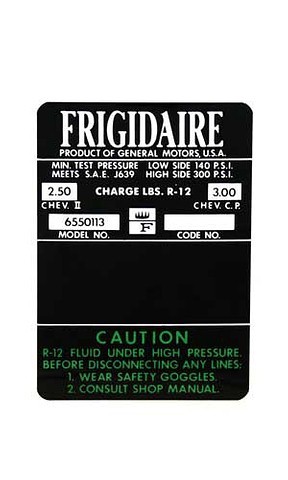 FRIGIDAIRE
PRODUCT OF GENERAL MOTORS, U.S.A.
MIN. TEST PRESSURE LOW SIDE 140 P.S.I.
MEETS S.A.E. J639 HIGH SIDE 300 P.S.I.
2.50 CHARGE LBS. R-12 3.00
CHEV. II CHEV. C.P.
6550113 F
MODEL NO. CODE NO.
CAUTION
R-12 FLUID UNDER HIGH PRESSURE.
BEFORE DISCONNECTING ANY LINES:
1. WEAR SAFETY GOGGLES.
2. CONSULT SHOP MANUAL.